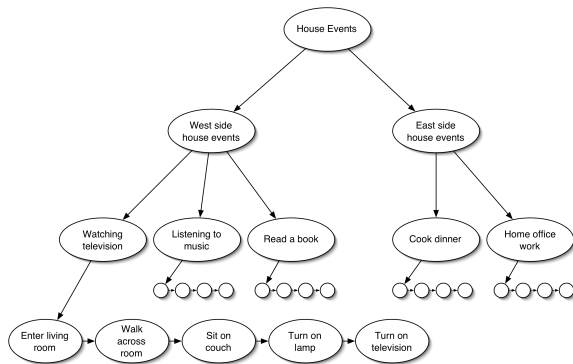 House Events
West side
house events
East side
house events
Watching
television
Listening to
music
Read a book
Cook dinner
Home office
work
Enter living
room
Walk
across
room
Sit on
couch
Turn on
lamp
Turn on
television